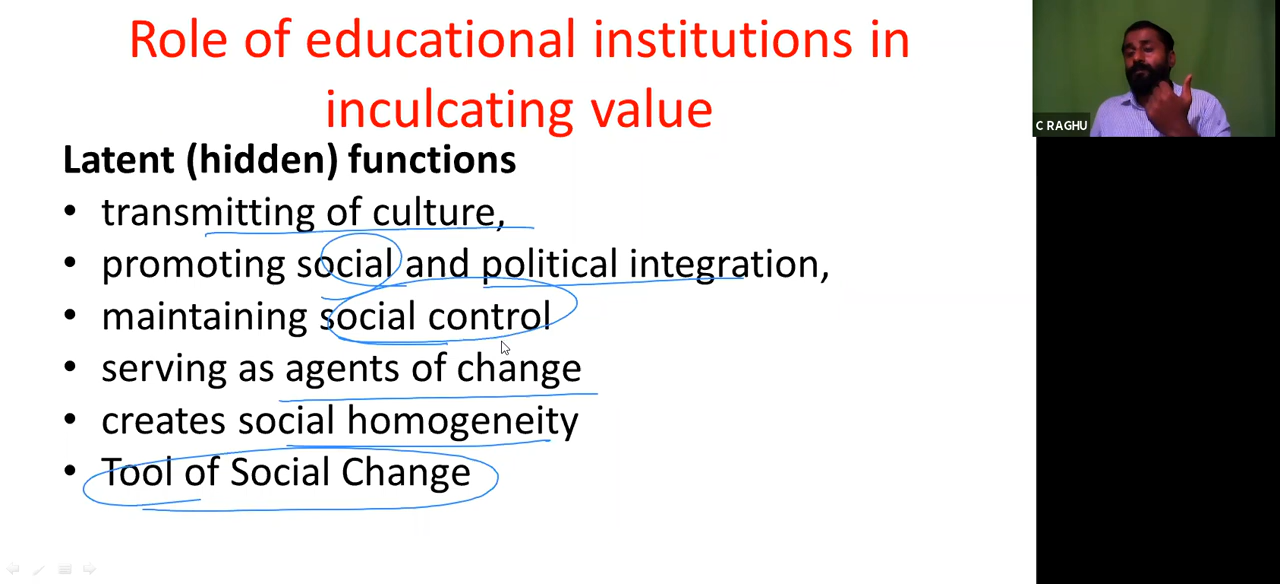 Role of educational institutions in
inculcating value
Latent (hidden) functions
• transmitting of culture,
• promoting social and political integration,
• maintaining social control
• serving as agents of change
• creates social homogeneity
• Tool of Social Change
C RAGHU